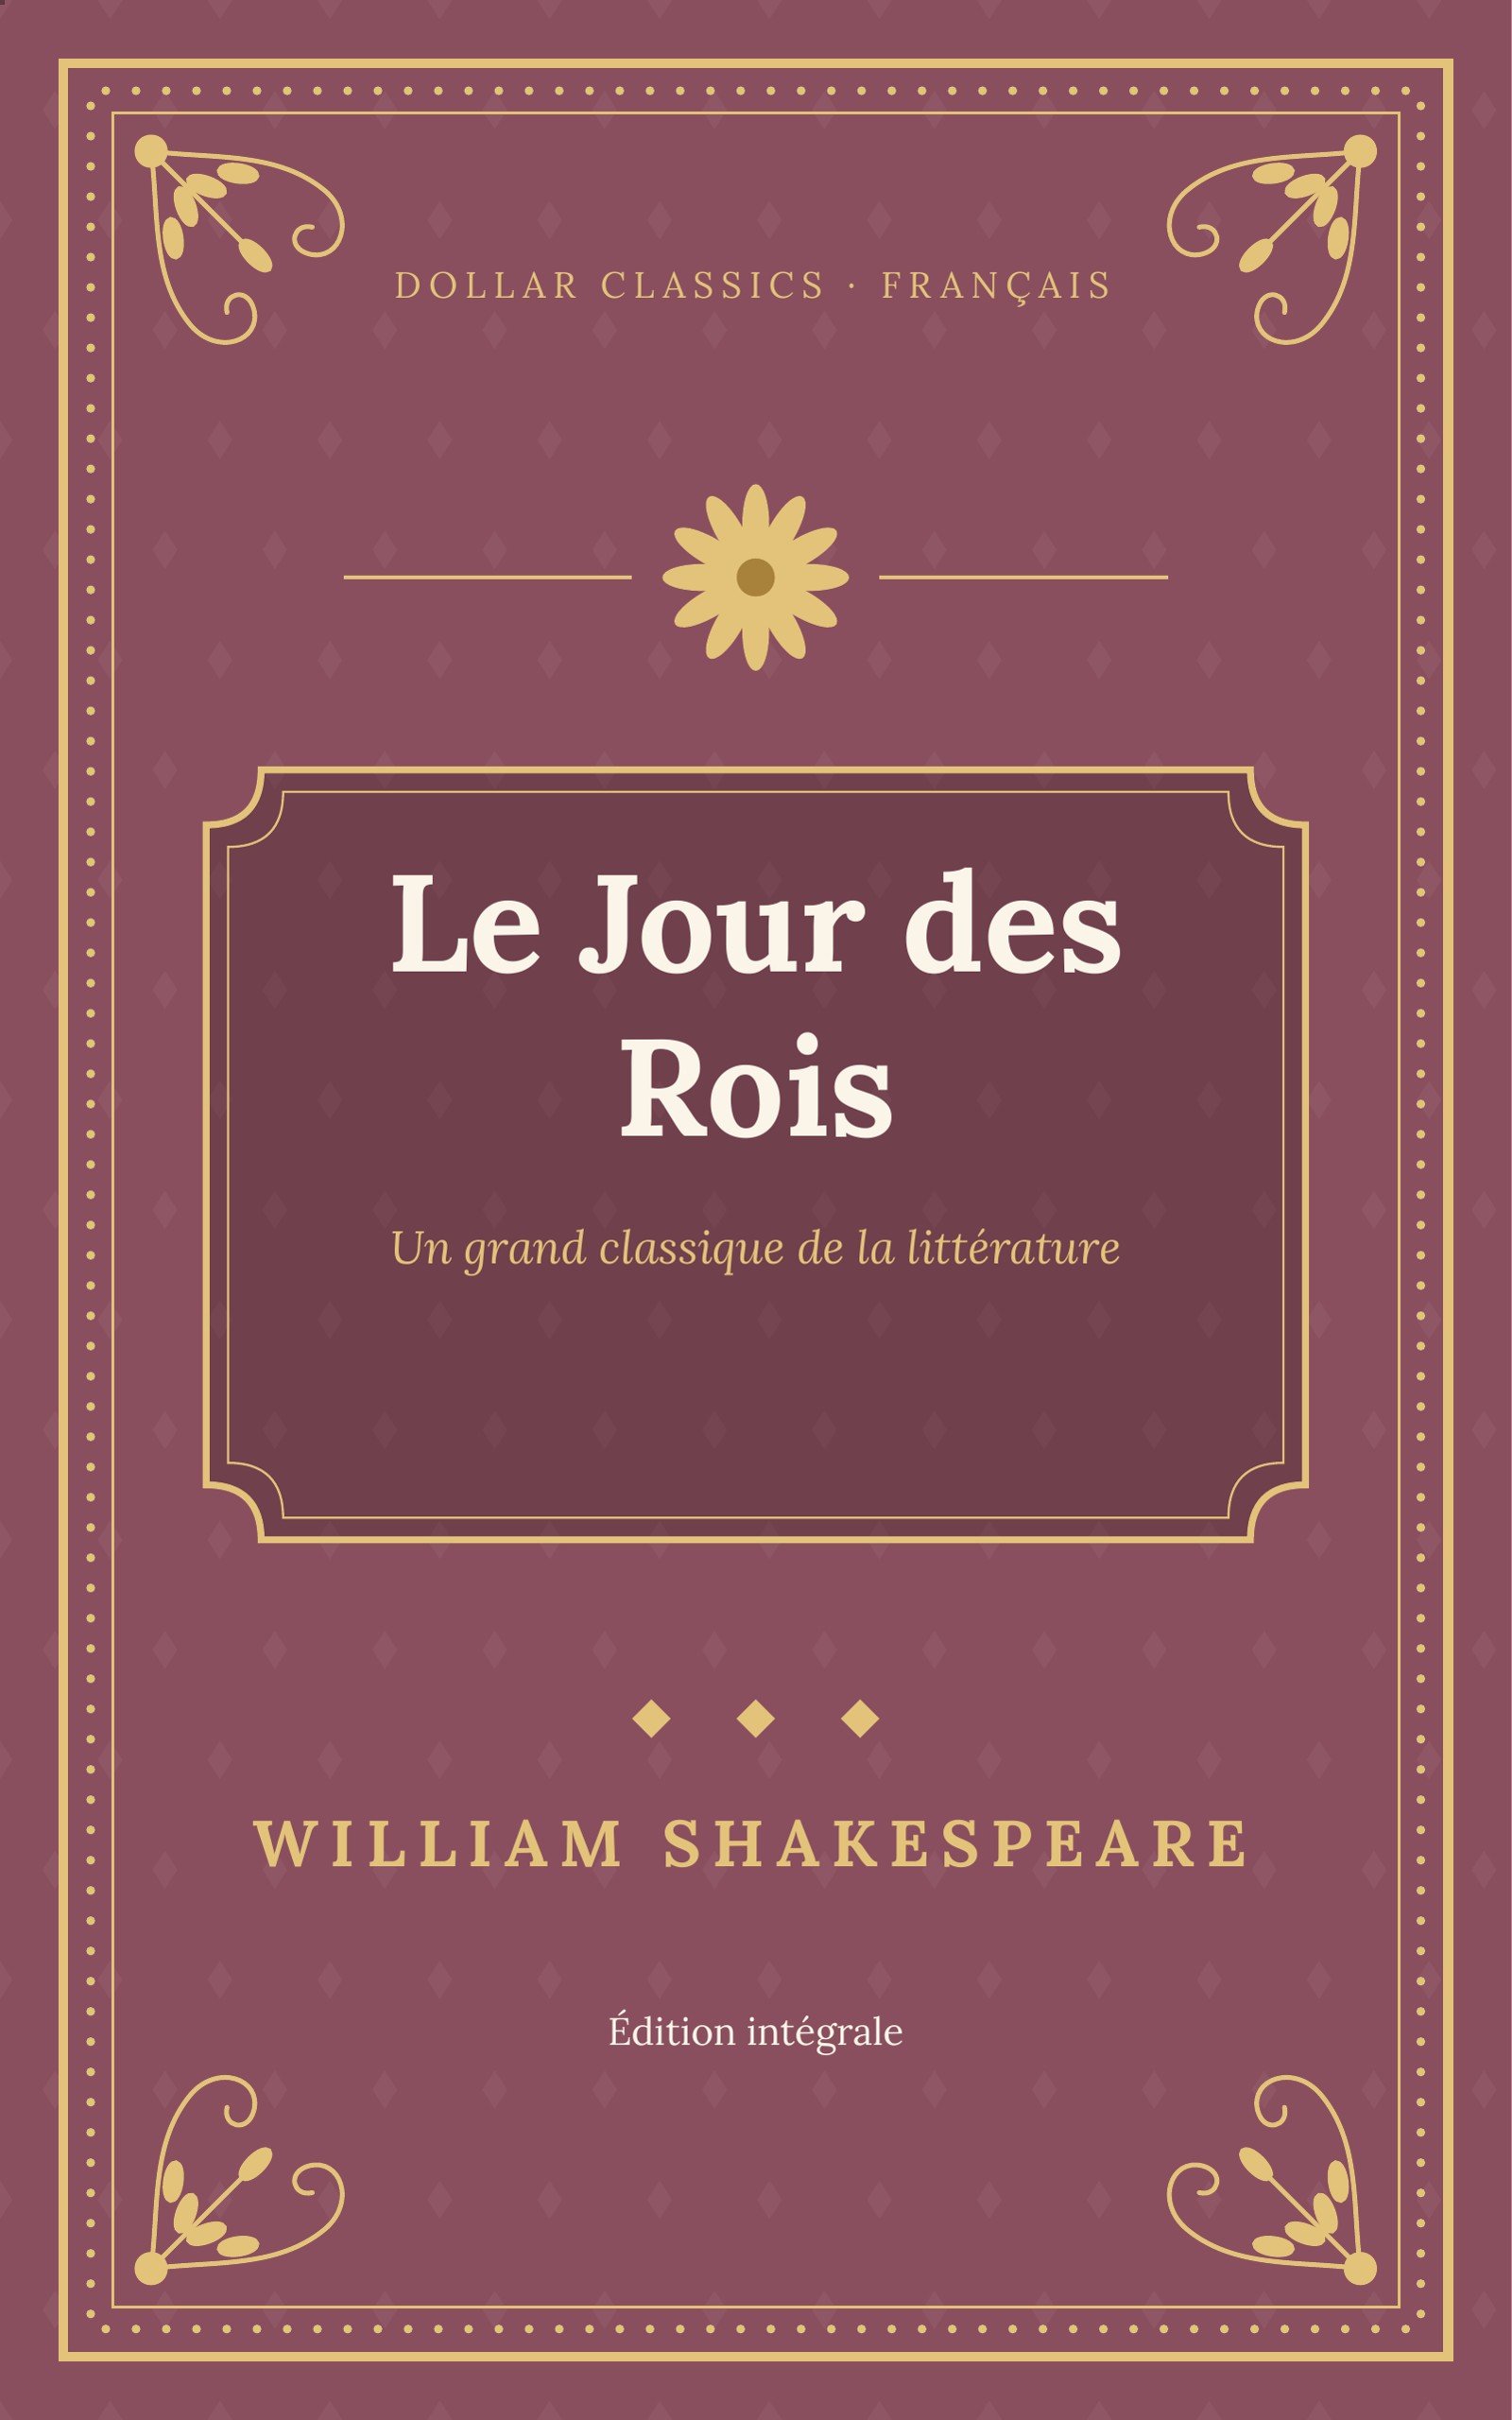 DOLLAR CLASSICS · FRANÇAIS
Le Jour des
Rois
Un grand classique de la littérature
WILLIAM SHAKESPEARE
Édition intégrale